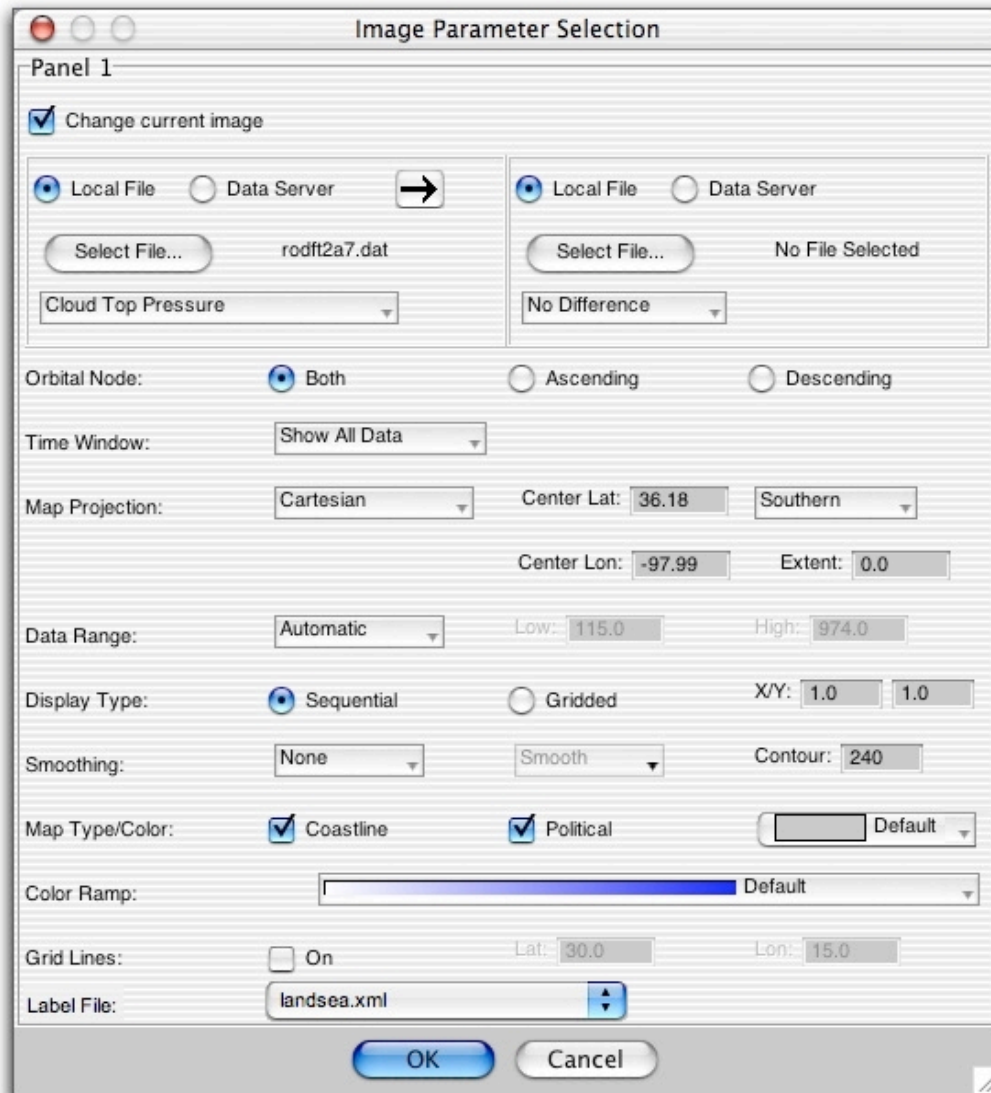 Image Parameter Selection
Panel 1
Change current image
Local File Data Server
Select File... rodft2a7.dat
Cloud Top Pressure
Local File Data Server
Select File... No File Selected
No Difference
Orbital Node: Both Ascending Descending
Time Window: Show All Data
Map Projection: Cartesian Center Lat: 36.18 Southern
Center Lon: -97.99 Extent: 0.0
Data Range: Automatic Low: 115.0 High: 974.0
Display Type: Sequential Gridded X/Y: 1.0 1.0
Smoothing: None Smooth Contour: 240
Map Type/Color: Coastline Political Default
Color Ramp: Default
Grid Lines: On Lat: 30.0 Lon: 15.0
Label File: landsea.xml
OK Cancel